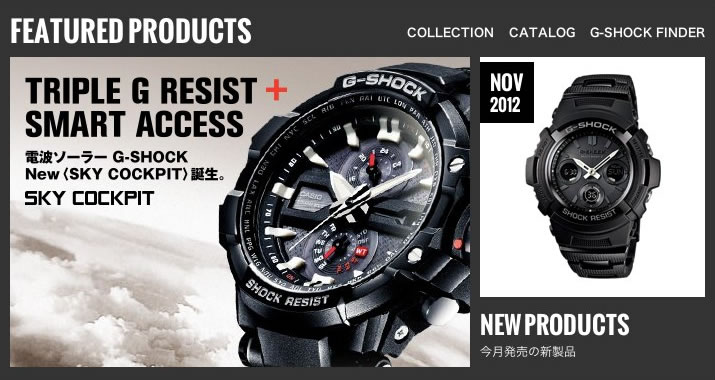 FEATURED PRODUCTS
COLLECTION CATALOG G-SHOCK FINDER
TRIPLE G RESIST +
SMART ACCESS
電波ソーラー G-SHOCK
New〈SKY COCKPIT〉誕生。
SKY COCKPIT
G-SHOCK
CASIO
SHOCK RESIST
NOV
2012
G-SHOCK
SHOCK RESIST
NEW PRODUCTS
今月発売の新製品